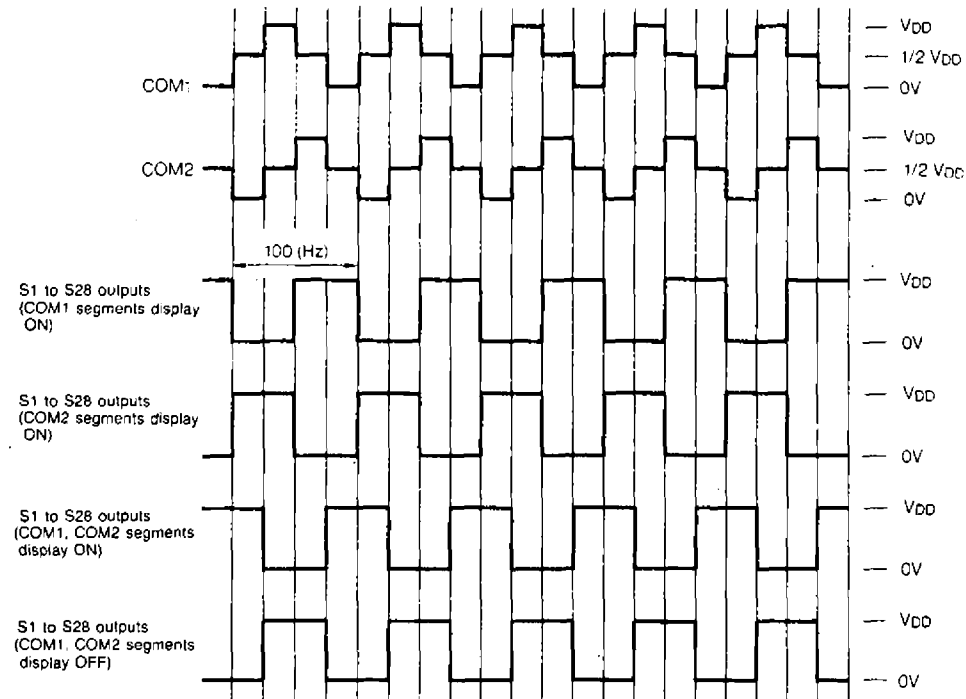 VDD
1/2 VDD
COM1
0V
VDD
COM2
1/2 VDD
0V
100 (Hz)
S1 to S28 outputs
(COM1 segments display
ON)
VDD
0V
S1 to S28 outputs
(COM2 segments display
ON)
VDD
0V
S1 to S28 outputs
(COM1, COM2 segments
display ON)
VDD
0V
S1 to S28 outputs
(COM1, COM2 segments
display OFF)
VDD
0V